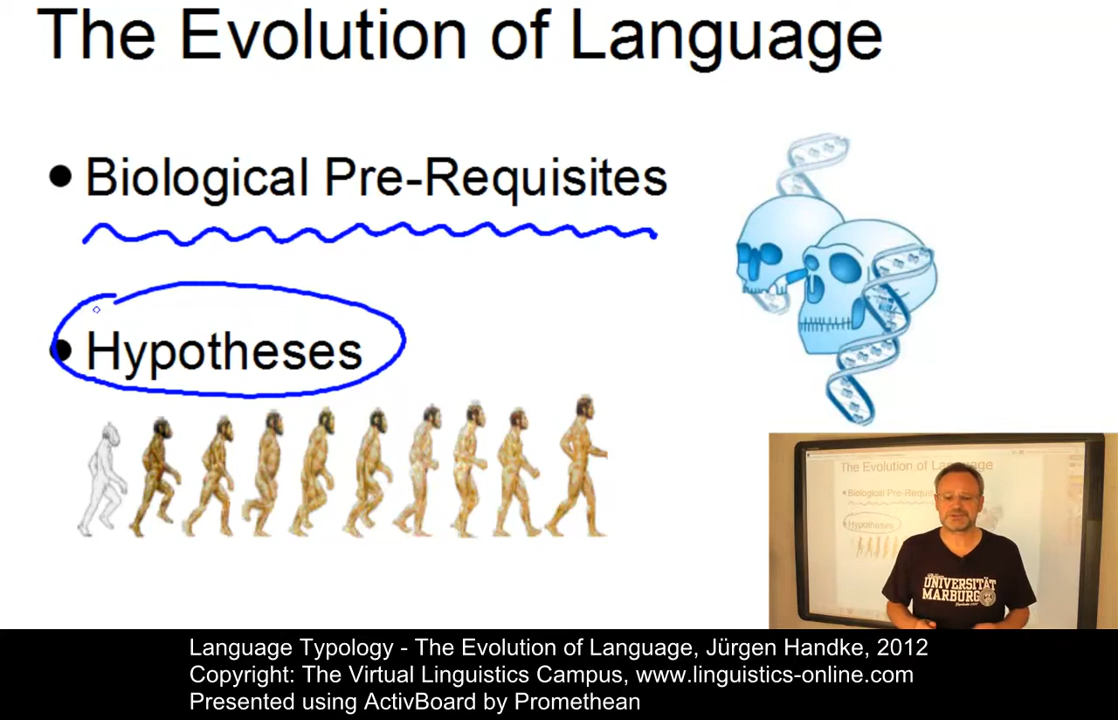 The Evolution of Language
• Biological Pre-Requisites
• Hypotheses
The Evolution of Language
• Biological Pre-Requi
• Hypotheses
UNIVERSITÄT
MARBURG
Language Typology - The Evolution of Language, Jürgen Handke, 2012
Copyright: The Virtual Linguistics Campus, www.linguistics-online.com
Presented using ActivBoard by Promethean